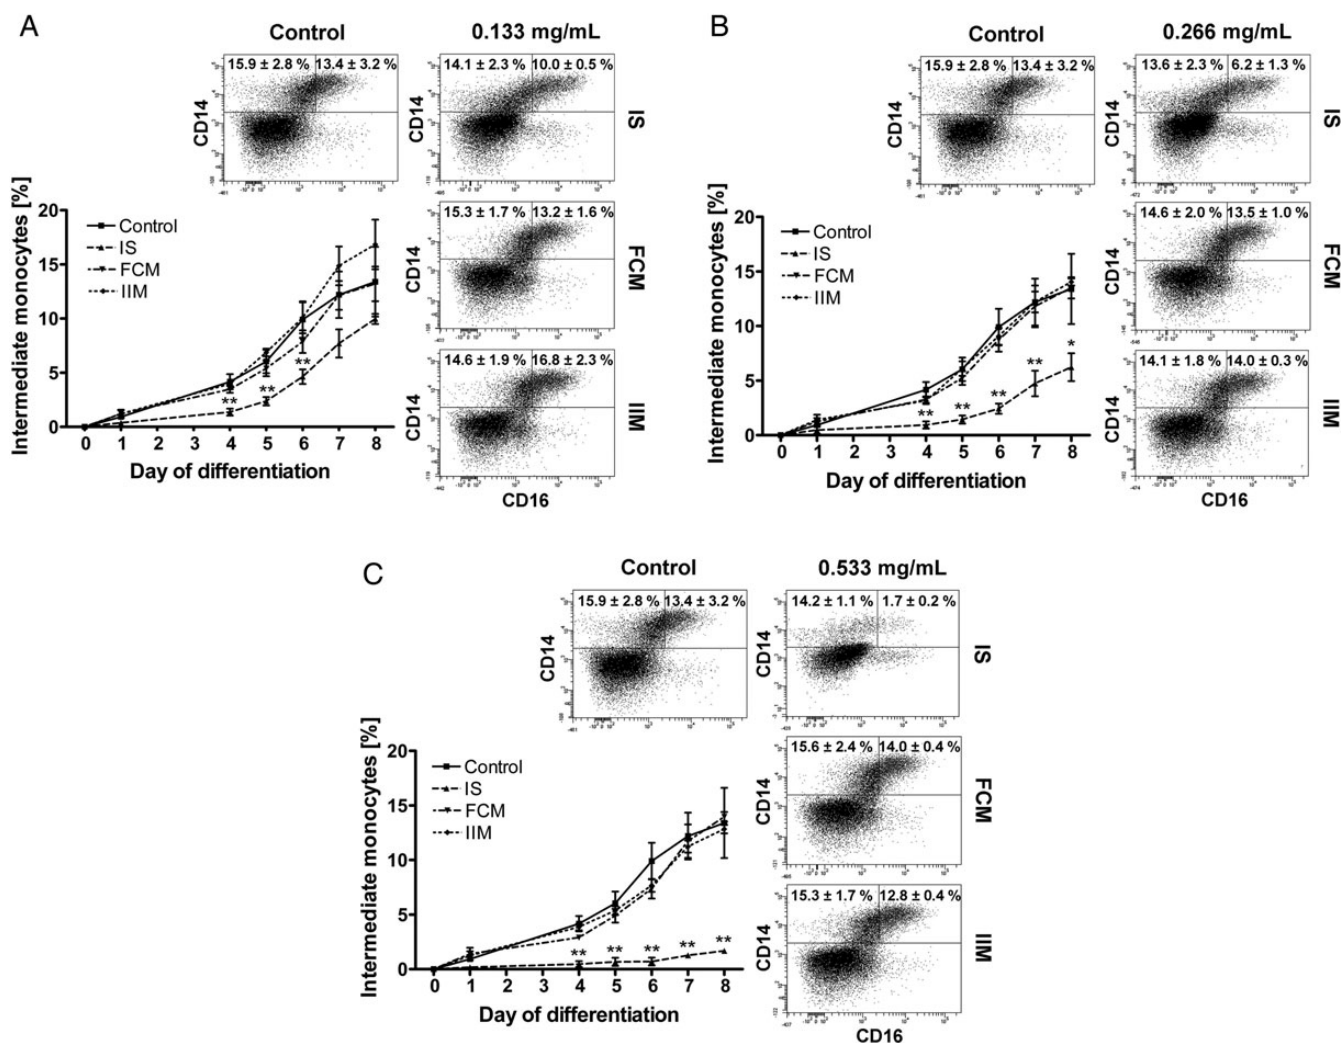 A
Control
0.133 mg/mL
15.9 ± 2.8 % 13.4 ± 3.2 %
CD14
14.1 ± 2.3 % 10.0 ± 0.5 %
CD14
IS
15.3 ± 1.7 % 13.2 ± 1.6 %
CD14
FCM
14.6 ± 1.9 % 16.8 ± 2.3 %
CD14
IIM
CD16
Intermediate monocytes [%]
20
15
10
5
0
Control
IS
FCM
IIM
** ** **
0 1 2 3 4 5 6 7 8
Day of differentiation
B
Control
0.266 mg/mL
15.9 ± 2.8 % 13.4 ± 3.2 %
CD14
13.6 ± 2.3 % 6.2 ± 1.3 %
CD14
IS
14.6 ± 2.0 % 13.5 ± 1.0 %
CD14
FCM
14.1 ± 1.8 % 14.0 ± 0.3 %
CD14
IIM
CD16
Intermediate monocytes [%]
20
15
10
5
0
Control
IS
FCM
IIM
** ** ** ** *
0 1 2 3 4 5 6 7 8
Day of differentiation
C
Control
0.533 mg/mL
15.9 ± 2.8 % 13.4 ± 3.2 %
CD14
14.2 ± 1.1 % 1.7 ± 0.2 %
CD14
IS
15.6 ± 2.4 % 14.0 ± 0.4 %
CD14
FCM
15.3 ± 1.7 % 12.8 ± 0.4 %
CD14
IIM
CD16
Intermediate monocytes [%]
20
15
10
5
0
Control
IS
FCM
IIM
** ** ** ** **
0 1 2 3 4 5 6 7 8
Day of differentiation